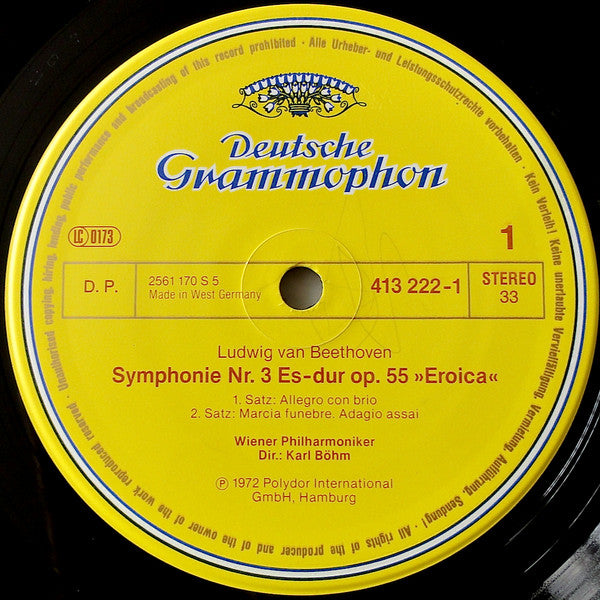 Deutsche
Grammophon
LC 0173
1
D. P.
2561 170 S 5
Made in West Germany
413 222-1
STEREO
33
Ludwig van Beethoven
Symphonie Nr. 3 Es-dur op. 55 »Eroica«
1. Satz: Allegro con brio
2. Satz: Marcia funebre. Adagio assai
Wiener Philharmoniker
Dir.: Karl Böhm
℗ 1972 Polydor International
GmbH, Hamburg
Alle Urheber- und Leistungsschutzrechte vorbehalten · Kein Verleih! Keine unerlaubte Vervielfältigung, Vermietung, Aufführung, Sendung! · All rights of the producer and of the owner of the work reproduced reserved · Unauthorised copying, hiring, lending, public performance and broadcasting of this record prohibited ·